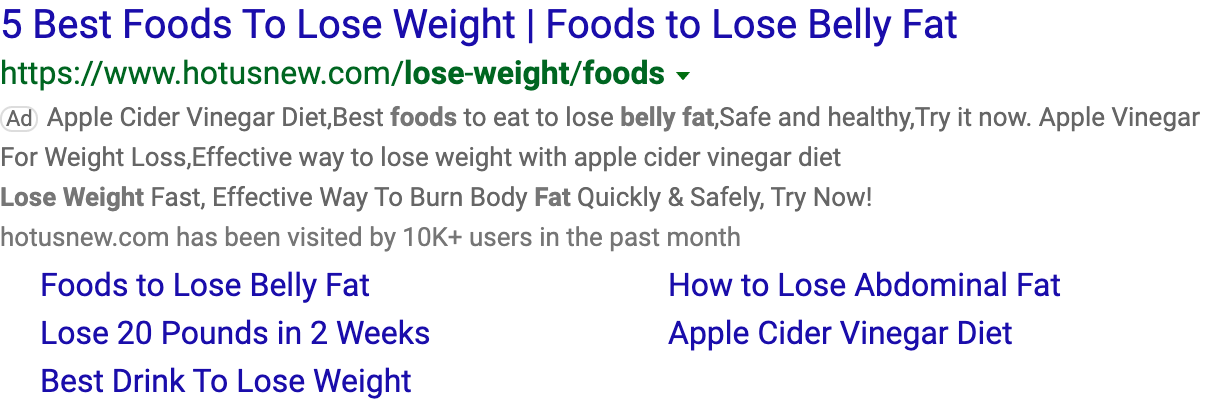 5 Best Foods To Lose Weight | Foods to Lose Belly Fat
https://www.hotusnew.com/lose-weight/foods
Ad Apple Cider Vinegar Diet,Best foods to eat to lose belly fat,Safe and healthy,Try it now. Apple Vinegar
For Weight Loss,Effective way to lose weight with apple cider vinegar diet
Lose Weight Fast, Effective Way To Burn Body Fat Quickly & Safely, Try Now!
hotusnew.com has been visited by 10K+ users in the past month
Foods to Lose Belly Fat How to Lose Abdominal Fat
Lose 20 Pounds in 2 Weeks Apple Cider Vinegar Diet
Best Drink To Lose Weight